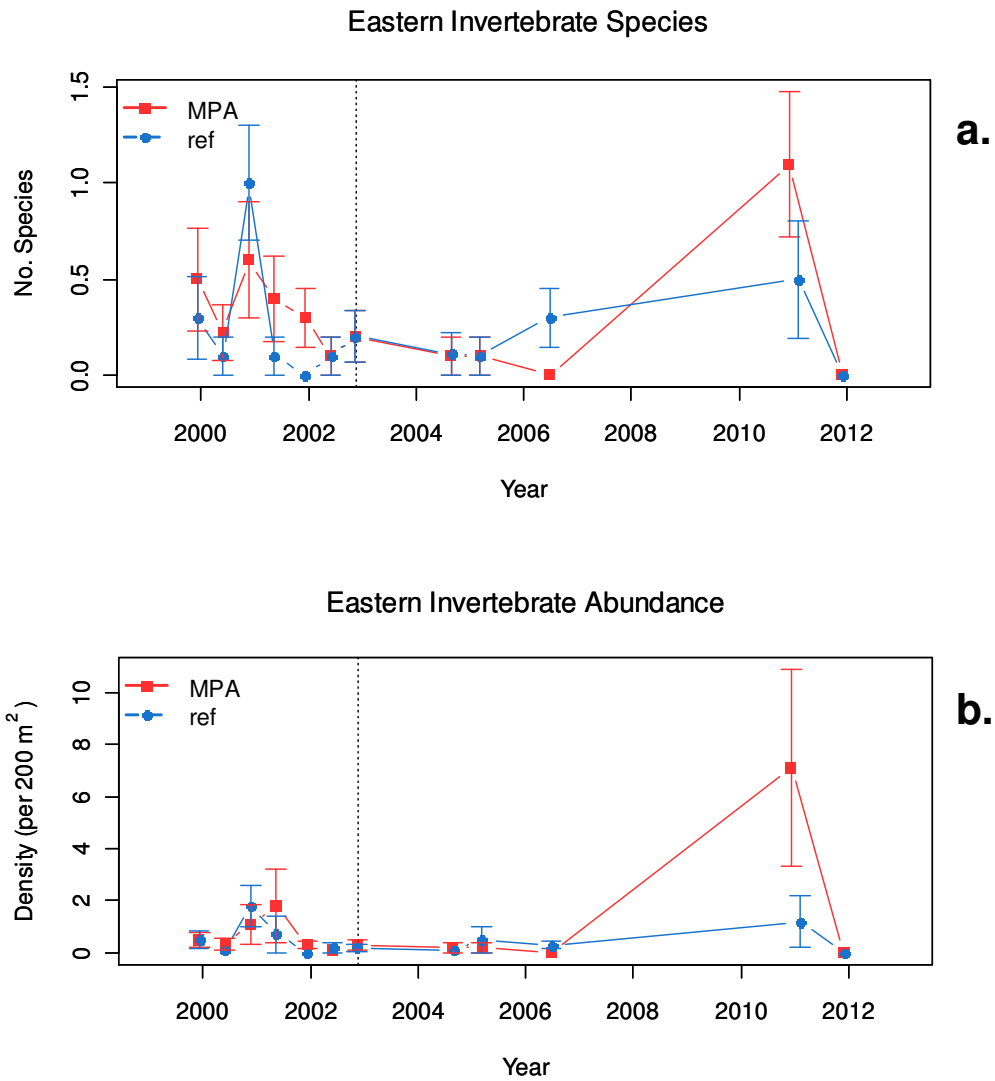 Eastern Invertebrate Species
a.
MPA
ref
No. Species
0.0 0.5 1.0 1.5
2000 2002 2004 2006 2008 2010 2012
Year
Eastern Invertebrate Abundance
b.
MPA
ref
Density (per 200 m²)
0 2 4 6 8 10
2000 2002 2004 2006 2008 2010 2012
Year